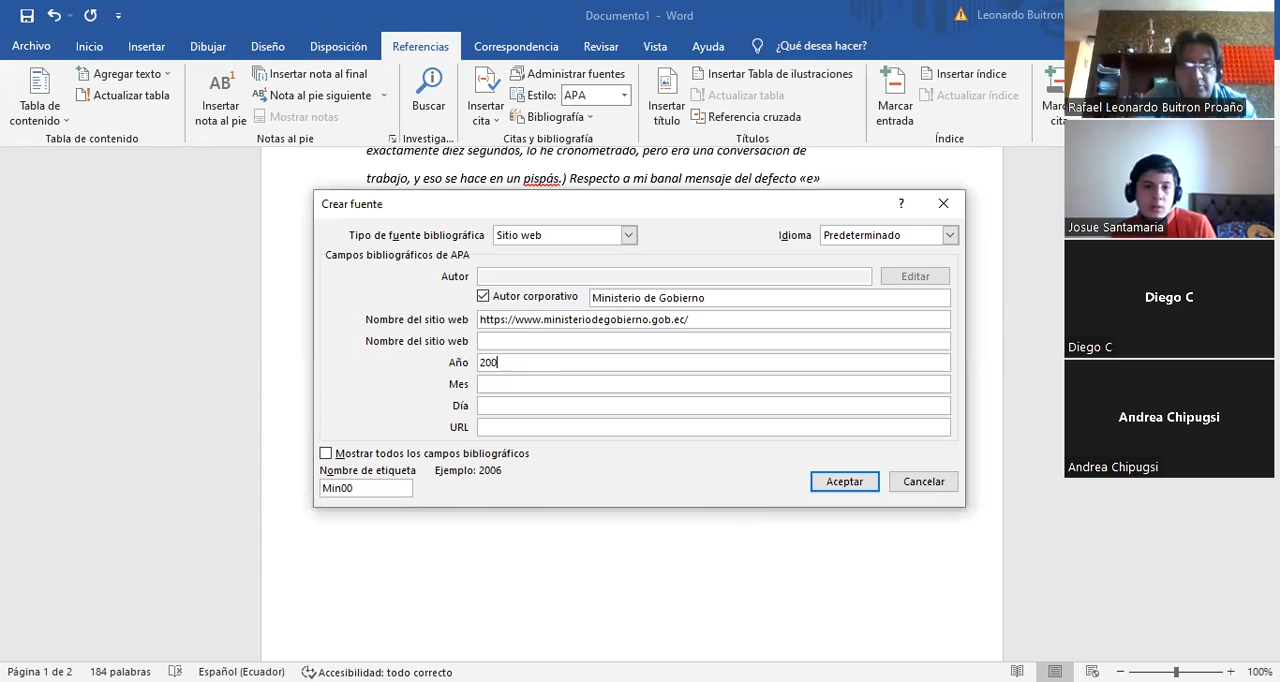 Documento1 - Word
Leonardo Buitron
Archivo Inicio Insertar Dibujar Diseño Disposición Referencias Correspondencia Revisar Vista Ayuda ¿Qué desea hacer?
Tabla de contenido
Agregar texto
Actualizar tabla
Tabla de contenido
AB1
Insertar nota al pie
Insertar nota al final
Nota al pie siguiente
Mostrar notas
Notas al pie
Buscar
Investiga...
Insertar cita
Administrar fuentes
Estilo: APA
Bibliografía
Citas y bibliografía
Insertar título
Insertar Tabla de ilustraciones
Actualizar tabla
Referencia cruzada
Títulos
Marcar entrada
Insertar índice
Actualizar índice
Índice
exactamente diez segundos, lo he cronometrado, pero era una conversación de
trabajo, y eso se hace en un pispás.) Respecto a mi banal mensaje del defecto «e»
Crear fuente
?
Tipo de fuente bibliográfica Sitio web Idioma Predeterminado
Campos bibliográficos de APA
Autor Editar
Autor corporativo Ministerio de Gobierno
Nombre del sitio web https://www.ministeriodegobierno.gob.ec/
Nombre del sitio web
Año 200
Mes
Día
URL
Mostrar todos los campos bibliográficos
Nombre de etiqueta Ejemplo: 2006
Min00
Aceptar Cancelar
Rafael Leonardo Buitron Proaño
Josue Santamaria
Diego C
Diego C
Andrea Chipugsi
Andrea Chipugsi
Página 1 de 2 184 palabras Español (Ecuador) Accesibilidad: todo correcto 100%